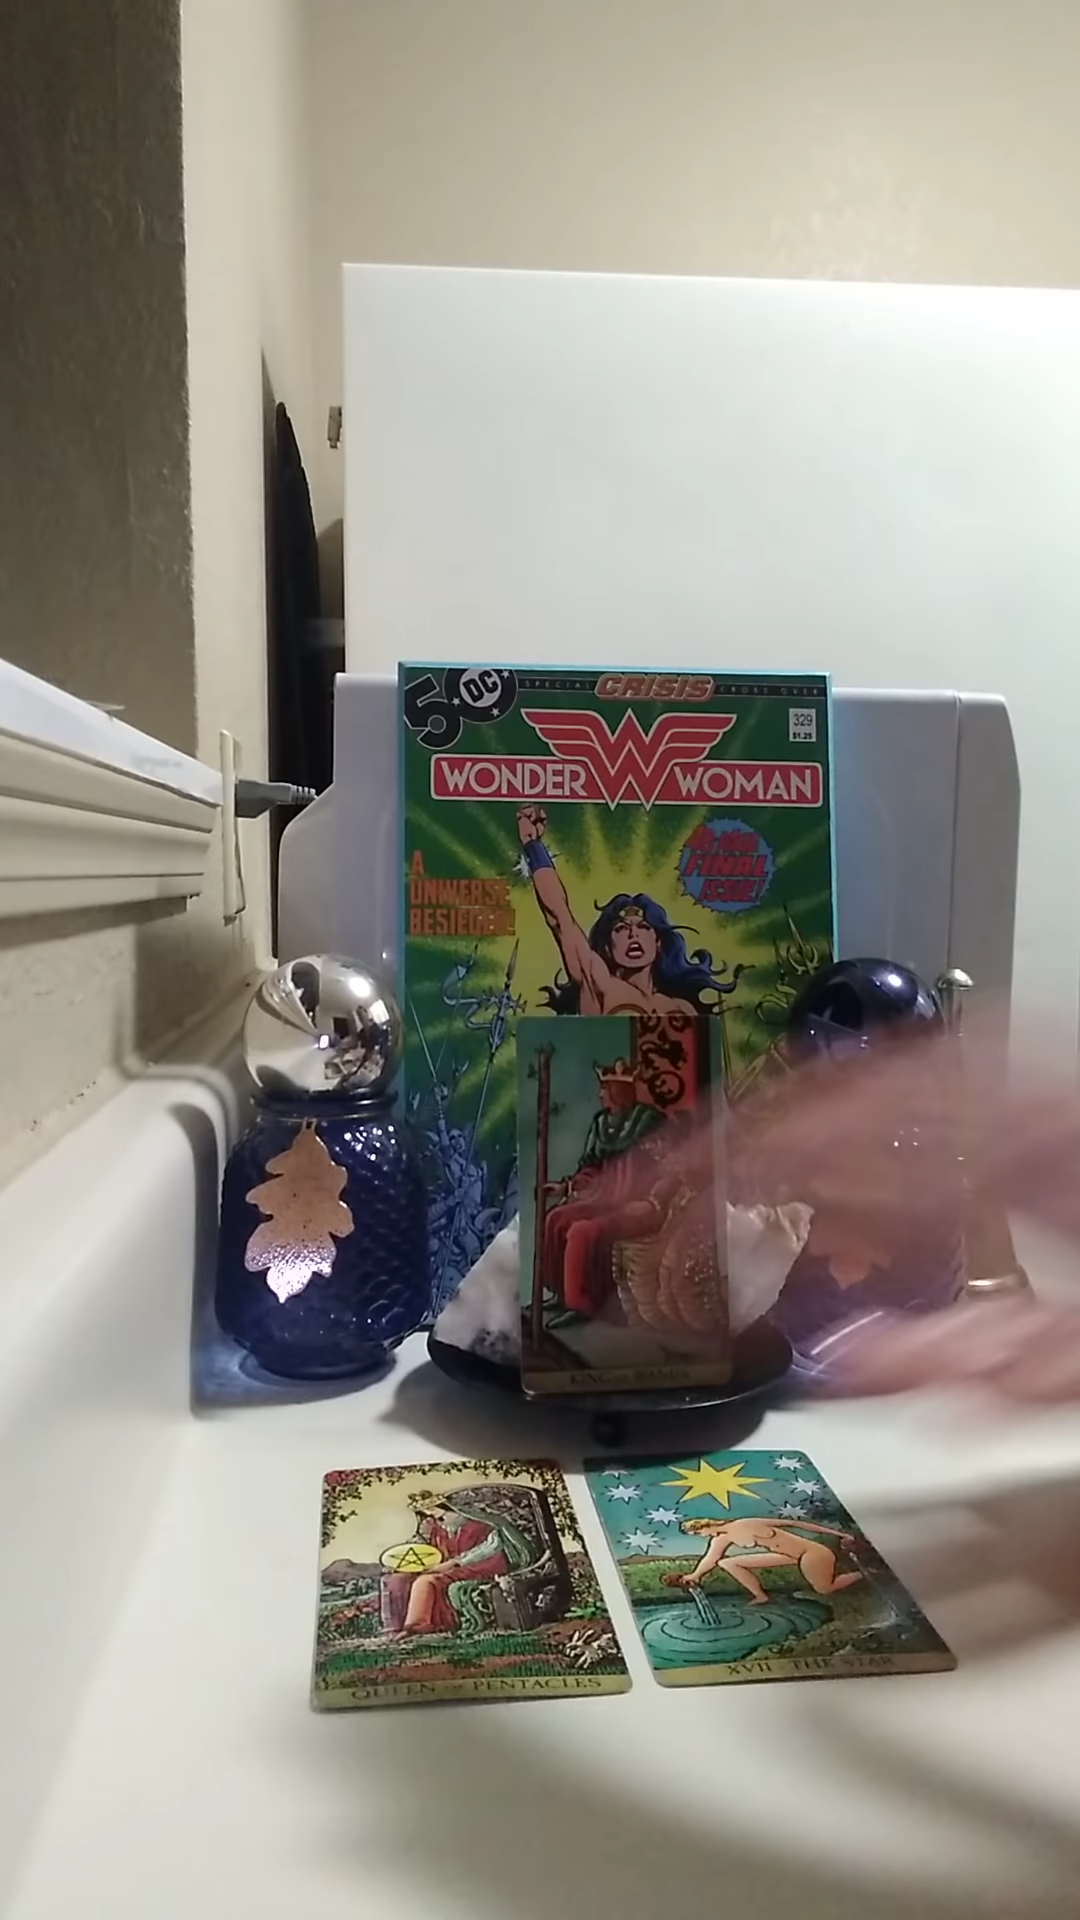 50 DC
SPECIAL CRISIS CROSS OVER
329
$1.25
WONDER WOMAN
A
UNIVERSE
BESIEGED!
FINAL
ISSUE!
KING OF WANDS
QUEEN OF PENTACLES
XVII THE STAR